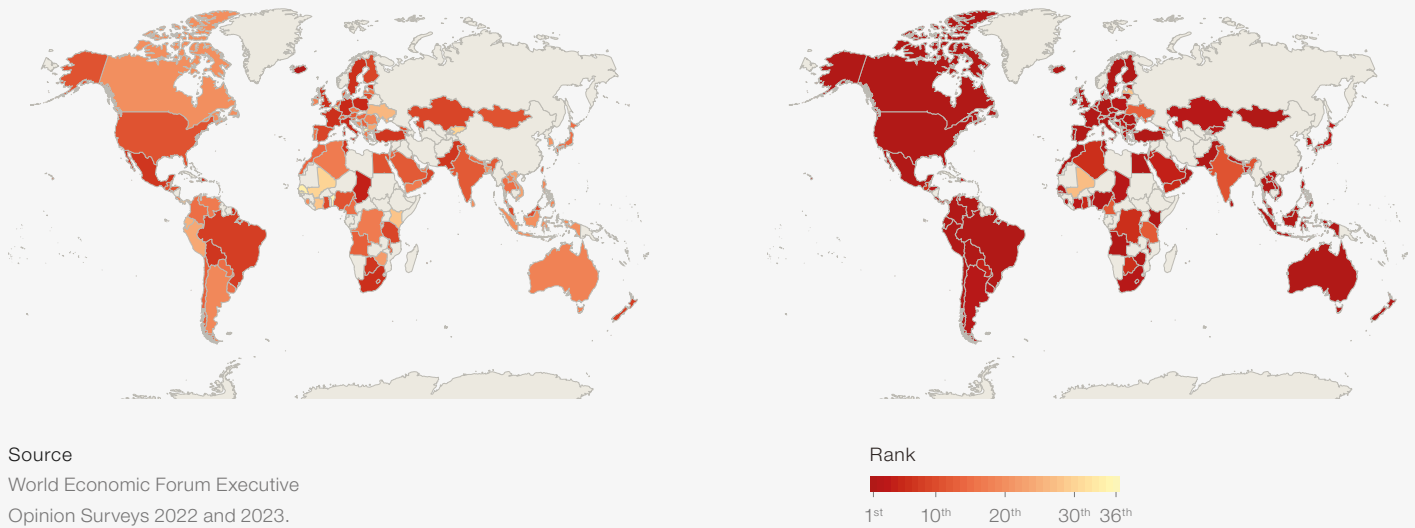 Source
World Economic Forum Executive
Opinion Surveys 2022 and 2023.
Rank
1st 10th 20th 30th 36th